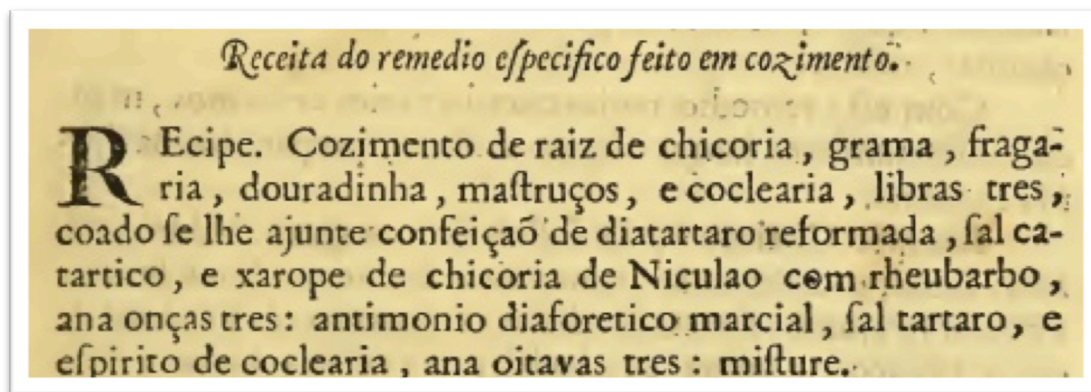 Receita do remedio eſpecifico feito em cozimento.
REcipe. Cozimento de raiz de chicoria, grama, fraga-
ria, douradinha, maſtruços, e coclearia, libras tres,
coado ſe lhe ajunte confeiçaõ de diatartaro reformada, ſal ca-
tartico, e xarope de chicoria de Niculao com rheubarbo,
ana onças tres: antimonio diaforetico marcial, ſal tartaro, e
eſpirito de coclearia, ana oitavas tres: miſture.